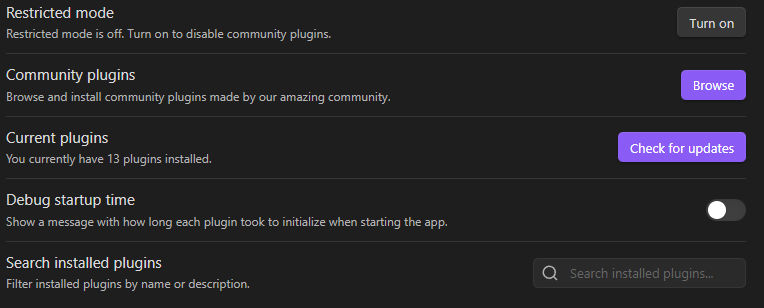 Restricted mode
Restricted mode is off. Turn on to disable community plugins.
Turn on
Community plugins
Browse and install community plugins made by our amazing community.
Browse
Current plugins
You currently have 13 plugins installed.
Check for updates
Debug startup time
Show a message with how long each plugin took to initialize when starting the app.
Search installed plugins
Filter installed plugins by name or description.
Search installed plugins...